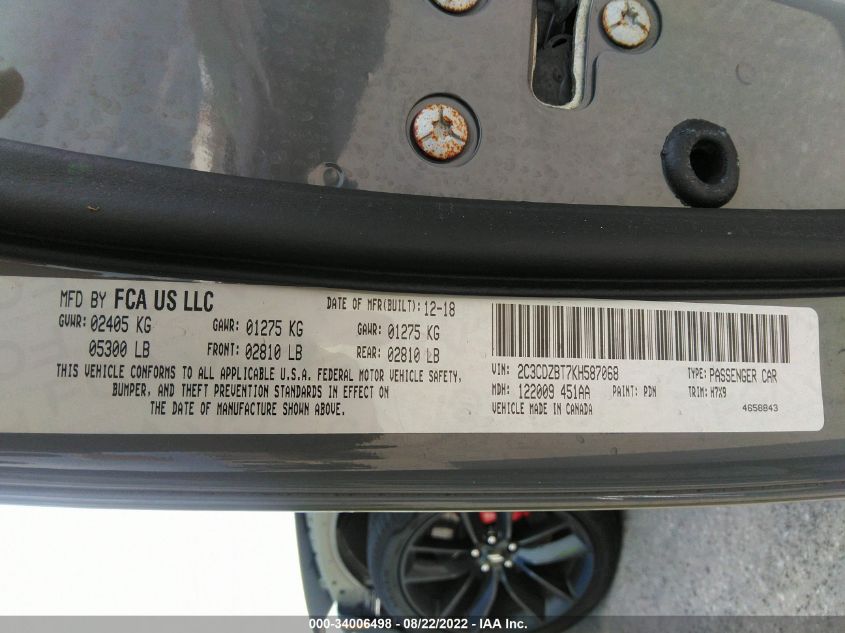 MFD BY FCA US LLC DATE OF MFR(BUILT): 12-18
GVWR: 02405 KG GAWR: 01275 KG GAWR: 01275 KG
05300 LB FRONT: 02810 LB REAR: 02810 LB
THIS VEHICLE CONFORMS TO ALL APPLICABLE U.S.A. FEDERAL MOTOR VEHICLE SAFETY,
BUMPER, AND THEFT PREVENTION STANDARDS IN EFFECT ON
THE DATE OF MANUFACTURE SHOWN ABOVE.
VIN: 2C3CDZBT7KH587068 TYPE: PASSENGER CAR
MDH: 122009 451AA PAINT: PDN TRIM: H7X9
VEHICLE MADE IN CANADA 4658843
000-34006498 - 08/22/2022 - IAA Inc.